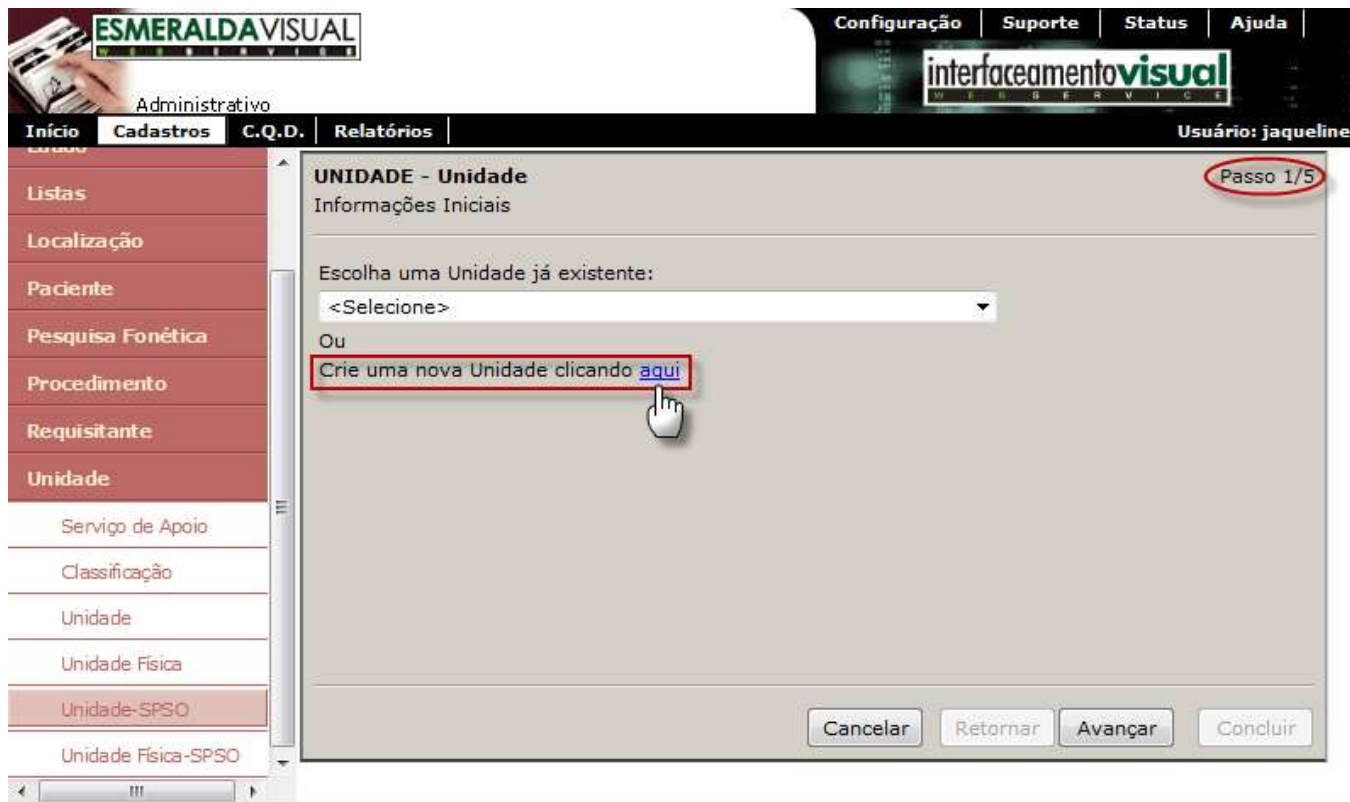 ESMERALDAVISUAL
WEBSERVICE
Administrativo
Configuração Suporte Status Ajuda
interfaceamentovisual
WEBSERVICE
Início Cadastros C.Q.D. Relatórios
Usuário: jaqueline
Listas
Localização
Paciente
Pesquisa Fonética
Procedimento
Requisitante
Unidade
Serviço de Apoio
Classificação
Unidade
Unidade Física
Unidade-SPSO
Unidade Física-SPSO
UNIDADE - Unidade
Passo 1/5
Informações Iniciais
Escolha uma Unidade já existente:
<Selecione>
Ou
Crie uma nova Unidade clicando aqui
Cancelar Retornar Avançar Concluir